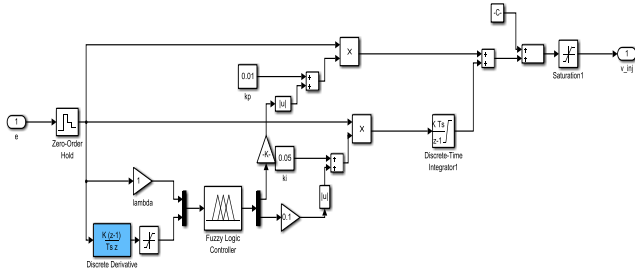 -C-
1
v_inj
Saturation1
X
0.01
kp
+
+
+
+
+
+
|u|
1
e
Zero-Order
Hold
X
K Ts
z-1
Discrete-Time
Integrator1
-K-
0.05
ki
+
+
1
lambda
|u|
Fuzzy Logic
Controller
0.1
K (z-1)
Ts z
Discrete Derivative